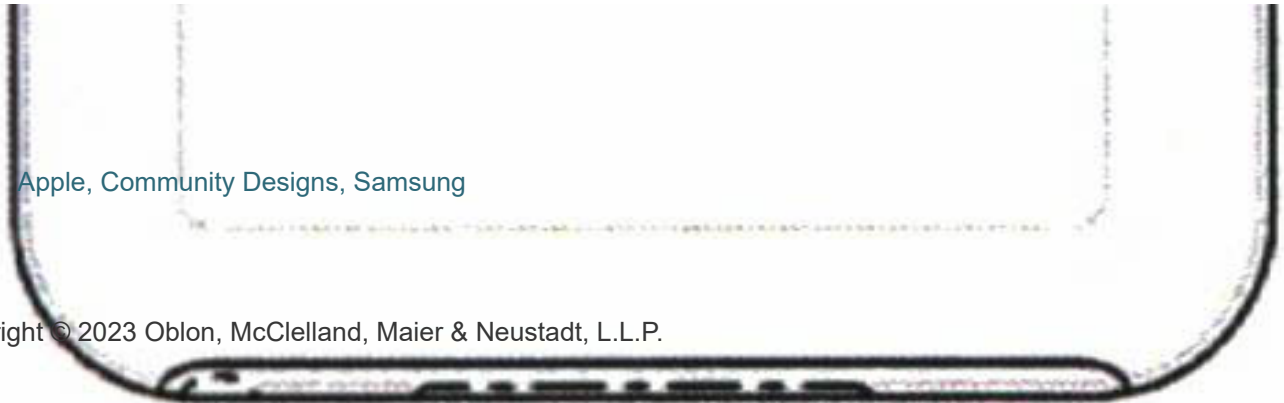 Apple, Community Designs, Samsung
ight © 2023 Oblon, McClelland, Maier & Neustadt, L.L.P.